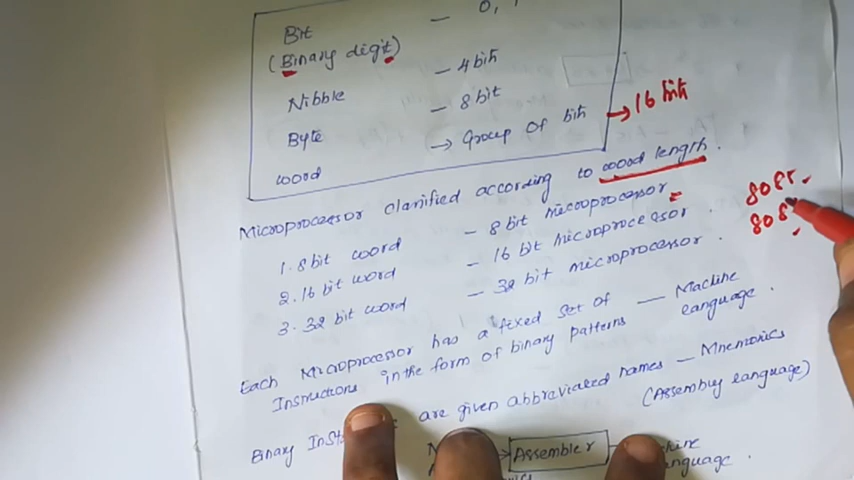 Bit — 0,
(Binary digit)
Nibble — 4 bit
Byte — 8 bit
word → Group of bits → 16 bits
Microprocessor clarified according to word length.
1. 8 bit word — 8 bit microprocessor
2. 16 bit word — 16 bit microprocessor.
3. 32 bit word — 32 bit microprocessor.
8085
808
Each Microprocessor has a fixed set of — Machine
Instructions in the form of binary patterns language.
Binary are given abbreviated names — Mnemonics
(Assembly language)
Assembler
language.